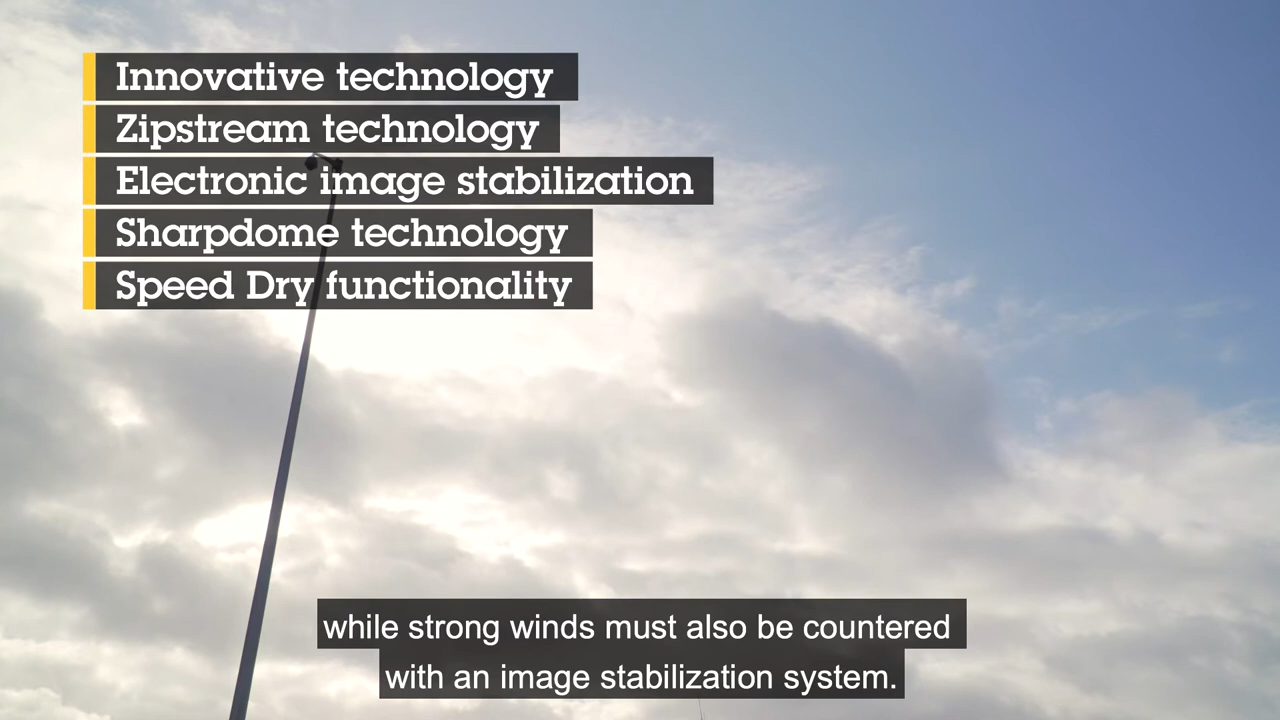 Innovative technology
Zipstream technology
Electronic image stabilization
Sharpdome technology
Speed Dry functionality
while strong winds must also be countered
with an image stabilization system.